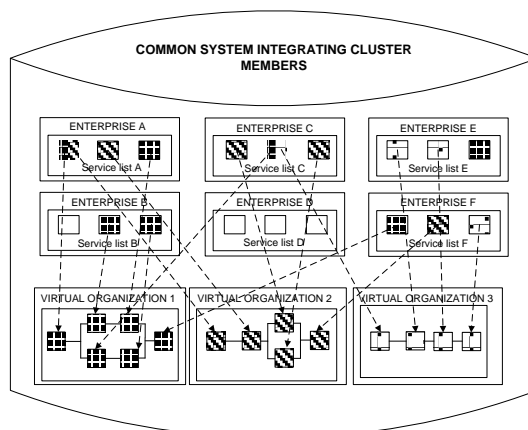 COMMON SYSTEM INTEGRATING CLUSTER
MEMBERS
ENTERPRISE A
Service list A
ENTERPRISE C
Service list C
ENTERPRISE E
Service list E
ENTERPRISE B
Service list B
ENTERPRISE D
Service list D
ENTERPRISE F
Service list F
VIRTUAL ORGANIZATION 1
VIRTUAL ORGANIZATION 2
VIRTUAL ORGANIZATION 3